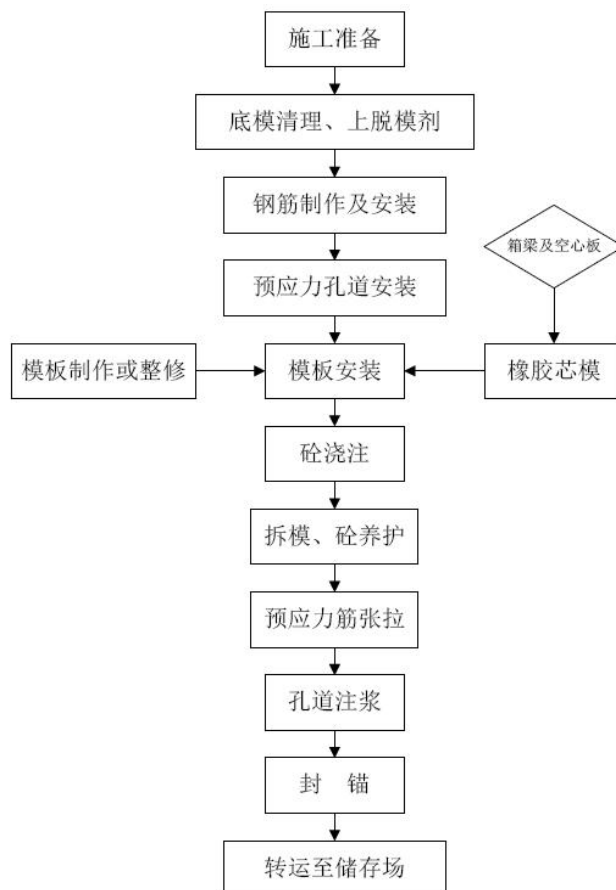 施工准备
底模清理、上脱模剂
钢筋制作及安装
箱梁及空心板
预应力孔道安装
模板制作或整修
模板安装
橡胶芯模
砼浇注
拆模、砼养护
预应力筋张拉
孔道注浆
封　锚
转运至储存场